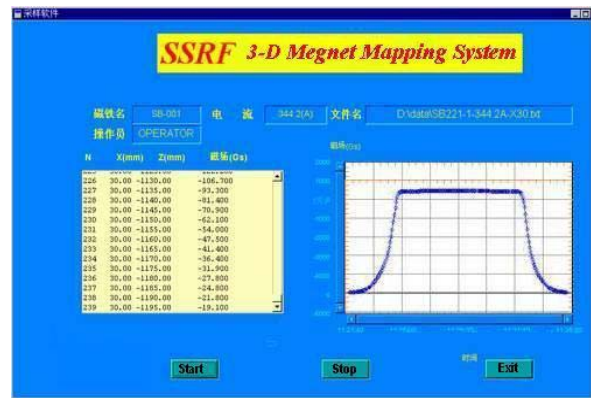 采样软件
SSRF 3-D Megnet Mapping System
磁铁名 SB-001 电 流 344.2(A) 文件名 D:\data\SB221-1-344.2A-X30.txt
操作员 OPERATOR
N X(mm) Z(mm) 磁场(Gs)
226 30.00 -1130.00 -106.700
227 30.00 -1135.00 -93.300
228 30.00 -1140.00 -81.400
229 30.00 -1145.00 -70.900
230 30.00 -1150.00 -62.100
231 30.00 -1155.00 -54.000
232 30.00 -1160.00 -47.500
233 30.00 -1165.00 -41.400
234 30.00 -1170.00 -36.400
235 30.00 -1175.00 -31.900
236 30.00 -1180.00 -27.800
237 30.00 -1185.00 -24.800
238 30.00 -1190.00 -21.800
239 30.00 -1195.00 -19.100
磁场(Gs)
时间
Start Stop Exit